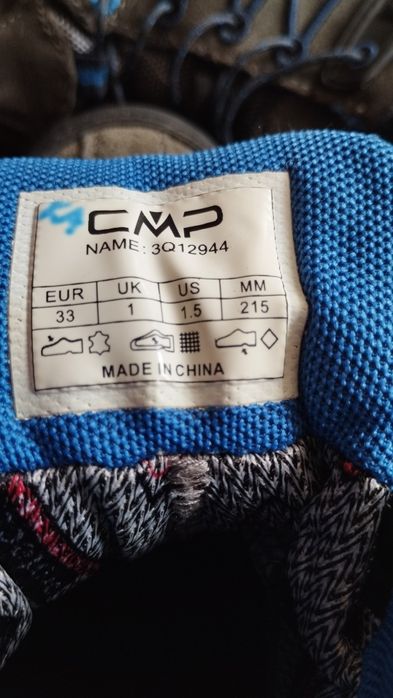 CMP
NAME: 3Q12944
EUR UK US MM
33 1 1.5 215
MADE IN CHINA